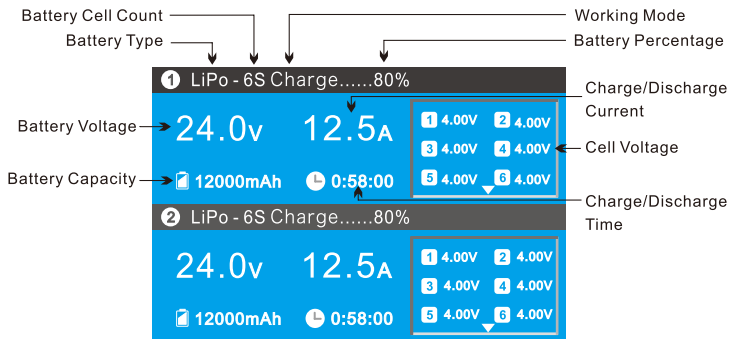 Battery Cell Count
Working Mode
Battery Type
Battery Percentage
1 LiPo - 6S Charge......80%
Charge/Discharge
Current
Battery Voltage
24.0V 12.5A
1 4.00V 2 4.00V
3 4.00V 4 4.00V
5 4.00V 6 4.00V
Cell Voltage
Battery Capacity
12000mAh 0:58:00
Charge/Discharge
Time
2 LiPo - 6S Charge......80%
24.0V 12.5A
1 4.00V 2 4.00V
3 4.00V 4 4.00V
5 4.00V 6 4.00V
12000mAh 0:58:00